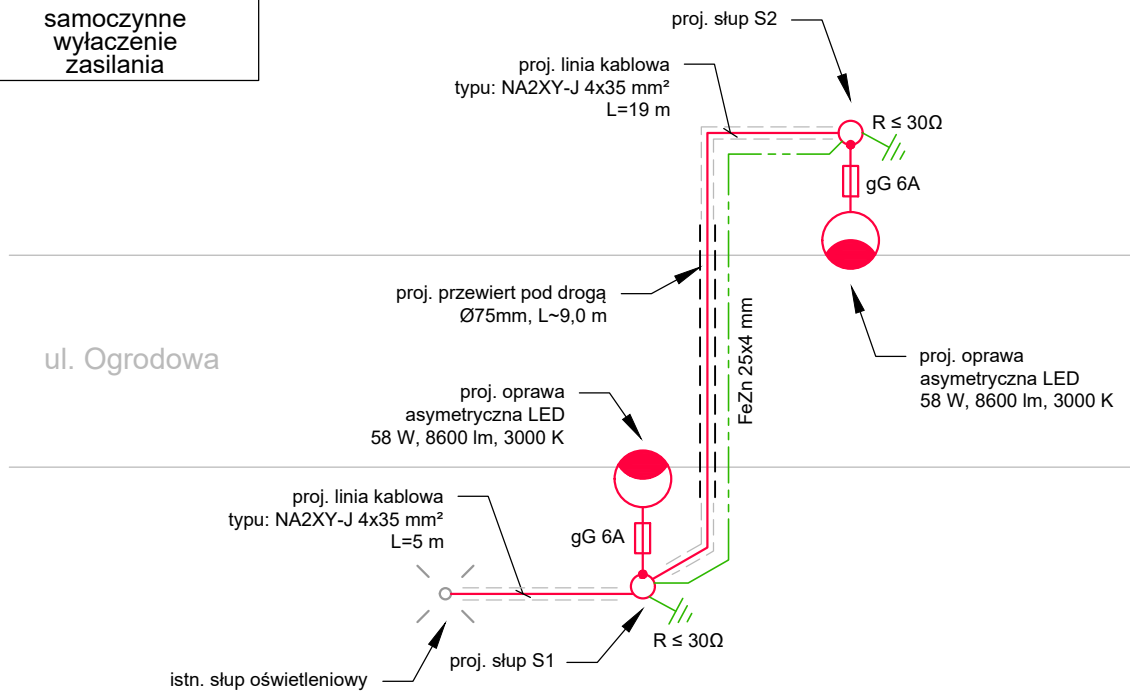 samoczynne
wyłaczenie
zasilania
proj. słup S2
proj. linia kablowa
typu: NA2XY-J 4x35 mm²
L=19 m
R ≤ 30Ω
gG 6A
proj. przewiert pod drogą
Ø75mm, L~9,0 m
ul. Ogrodowa
FeZn 25x4 mm
proj. oprawa
asymetryczna LED
58 W, 8600 lm, 3000 K
proj. oprawa
asymetryczna LED
58 W, 8600 lm, 3000 K
proj. linia kablowa
typu: NA2XY-J 4x35 mm²
L=5 m
gG 6A
R ≤ 30Ω
proj. słup S1
istn. słup oświetleniowy